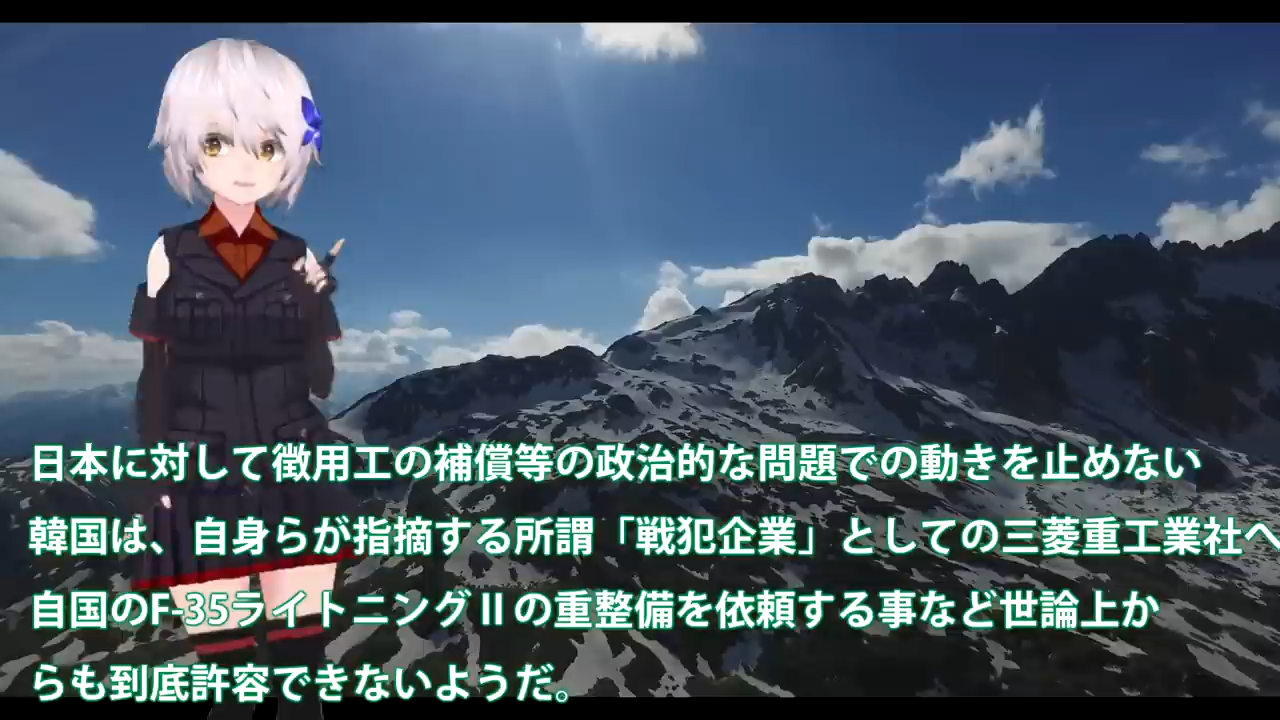 日本に対して徴用工の補償等の政治的な問題での動きを止めない
韓国は、自身らが指摘する所謂「戦犯企業」としての三菱重工業社へ
自国のF-35ライトニングⅡの重整備を依頼する事など世論上か
らも到底許容できないようだ。